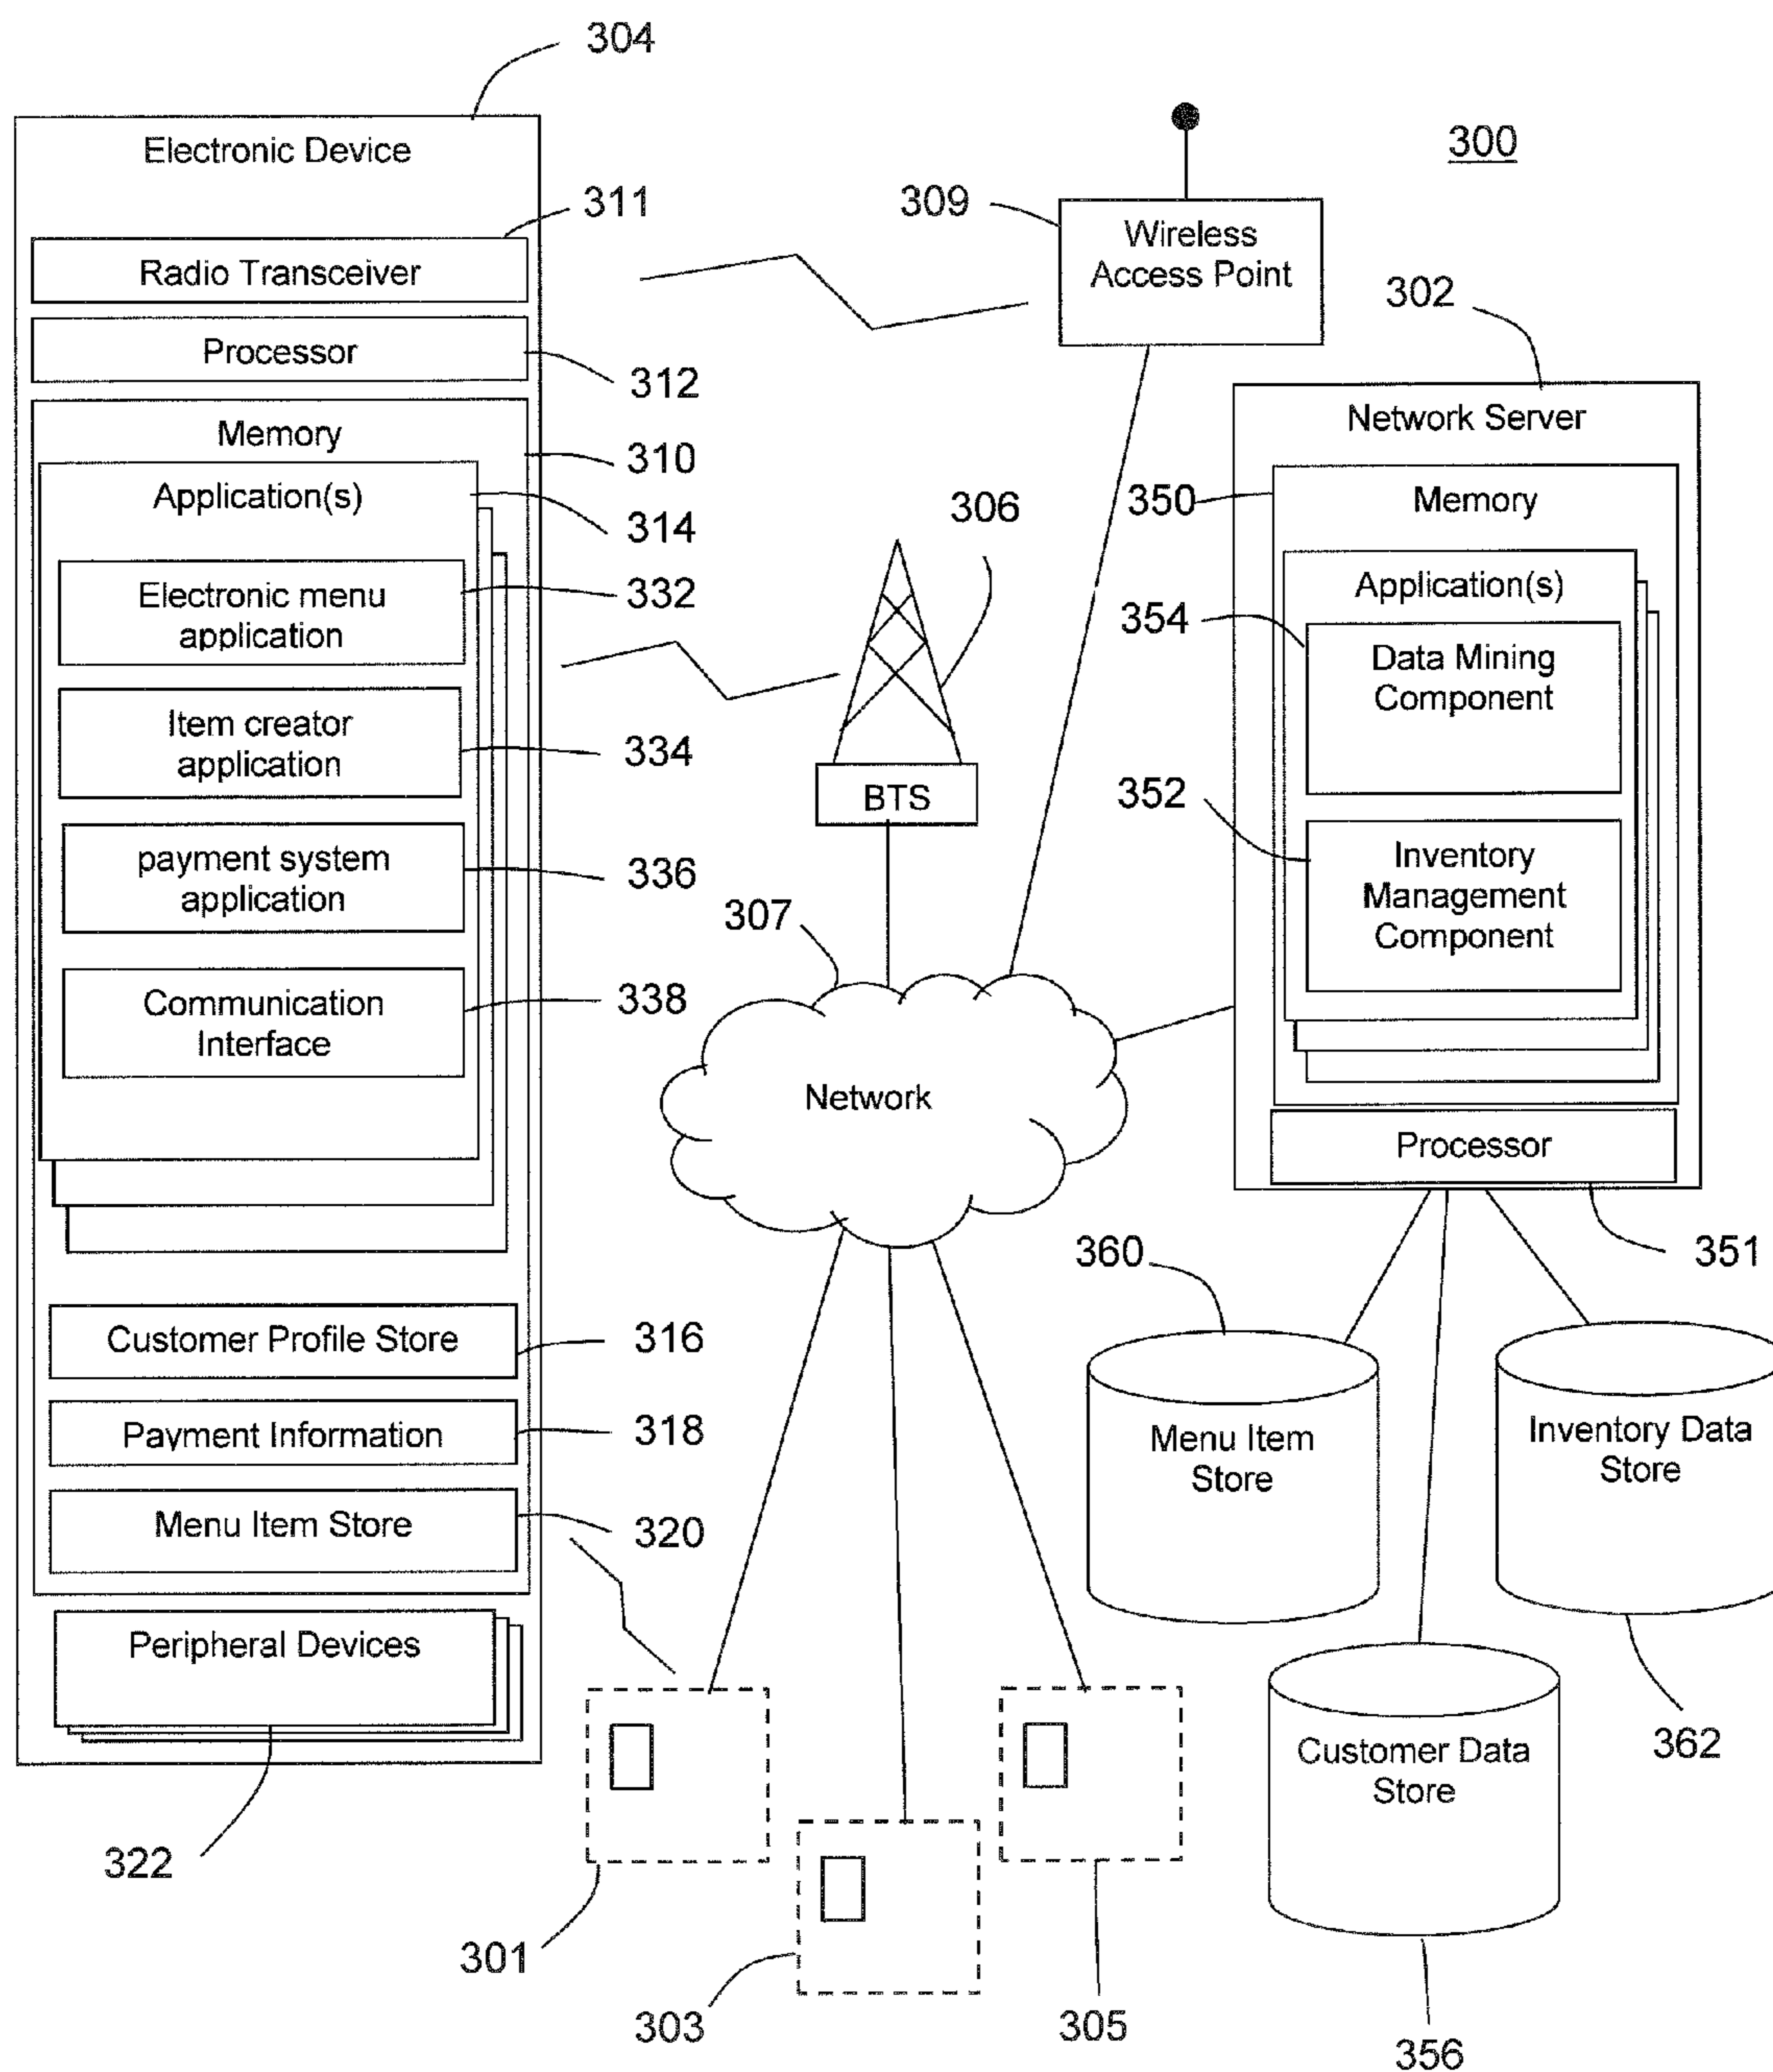 304
Electronic Device
300
311
309
Wireless
Access Point
Radio Transceiver
302
Processor
312
Network Server
Memory
310
350
Memory
Application(s)
314
306
Application(s)
Electronic menu
application
332
354
Data Mining
Component
Item creator
application
334
352
BTS
payment system
application
336
Inventory
Management
Component
307
Communication
Interface
338
Network
Processor
351
360
Customer Profile Store
316
Payment Information
318
Menu Item
Store
Inventory Data
Store
Menu Item Store
320
Peripheral Devices
362
Customer Data
Store
322
301
303
305
356